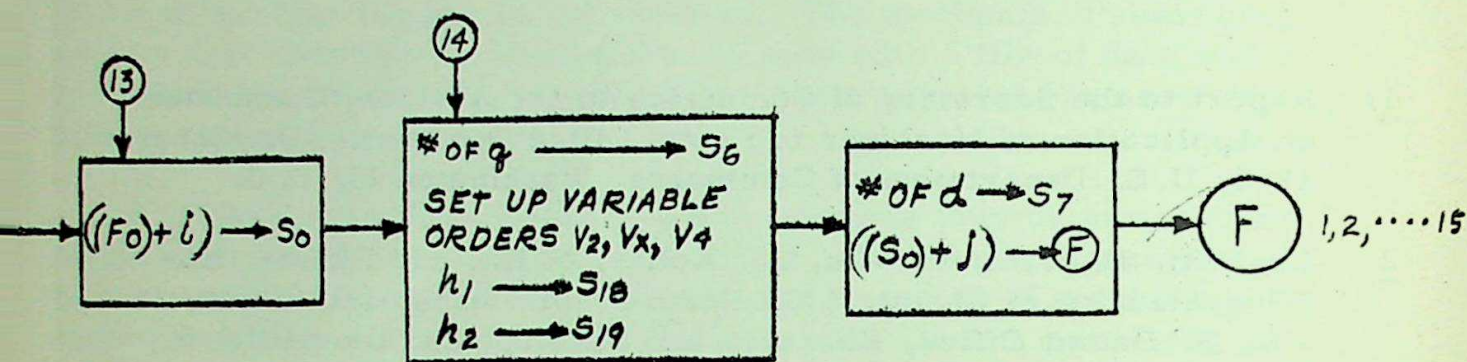 13
((F0)+i) → S0
14
# OF q → S6
SET UP VARIABLE
ORDERS V2, VX, V4
h1 → S18
h2 → S19
# OF d → S7
((S0)+j) → F
F
1, 2, ····15